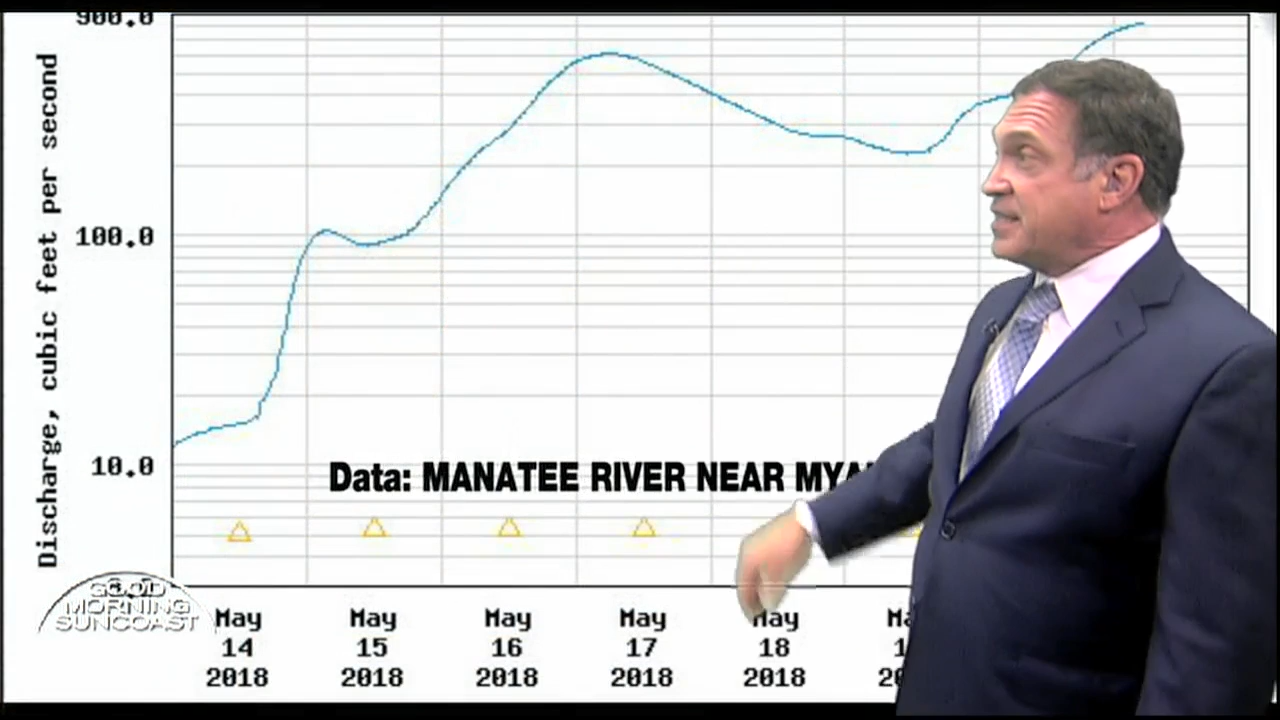 900.0
Discharge, cubic feet per second
100.0
10.0
Data: MANATEE RIVER NEAR
GOOD
MORNING
SUNCOAST
May
14
2018
May
15
2018
May
16
2018
May
17
2018
May
18
2018